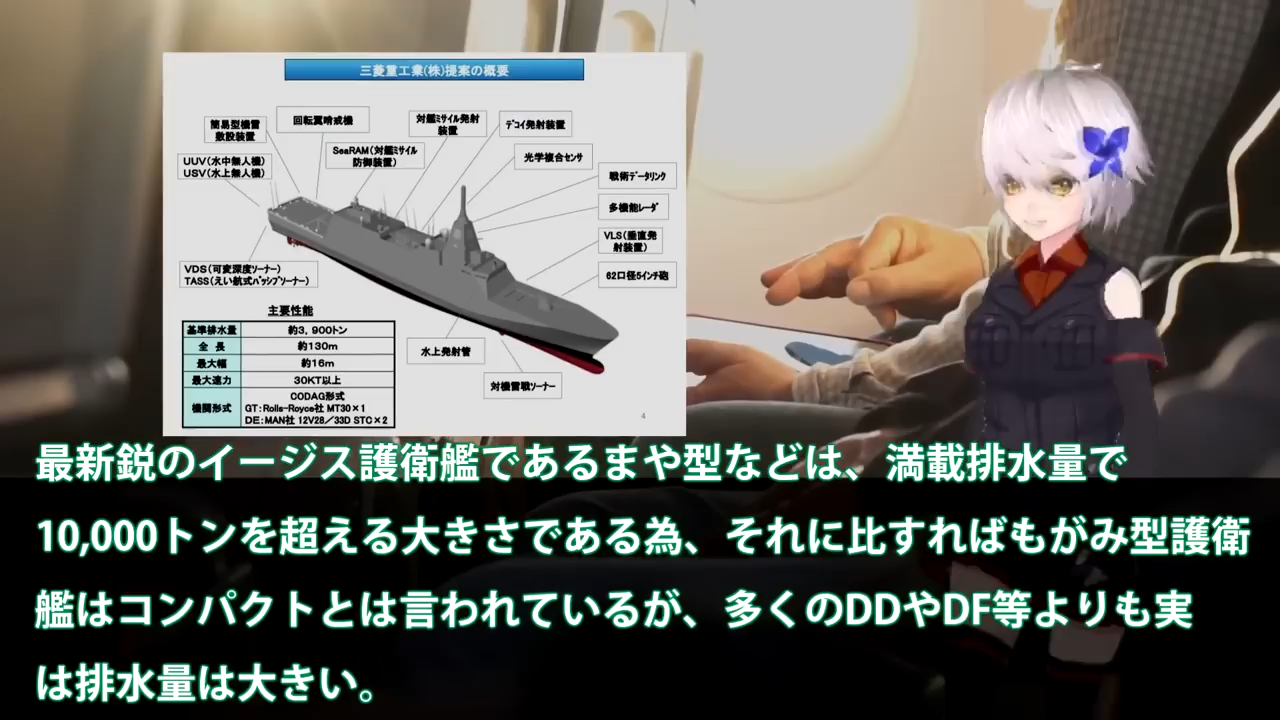 三菱重工業(株)提案の概要
簡易型機雷
敷設装置
回転翼哨戒機
対艦ミサイル発射
装置
デコイ発射装置
UUV(水中無人機)
USV(水上無人機)
SeaRAM(対艦ミサイル
防御装置)
光学複合センサ
戦術データリンク
多機能レーダ
VLS(垂直発
射装置)
62口径5インチ砲
VDS(可変深度ソーナー)
TASS(えい航式パッシブソーナー)
水上発射管
対機雷戦ソーナー
主要性能
基準排水量 約3,900トン
全 長 約130m
最大幅 約16m
最大速力 30KT以上
機関形式 CODAG形式
GT:Rolls-Royce社 MT30×1
DE:MAN社 12V28/33D STC×2
4
最新鋭のイージス護衛艦であるまや型などは、満載排水量で
10,000トンを超える大きさである為、それに比すればもがみ型護衛
艦はコンパクトとは言われているが、多くのDDやDF等よりも実
は排水量は大きい。